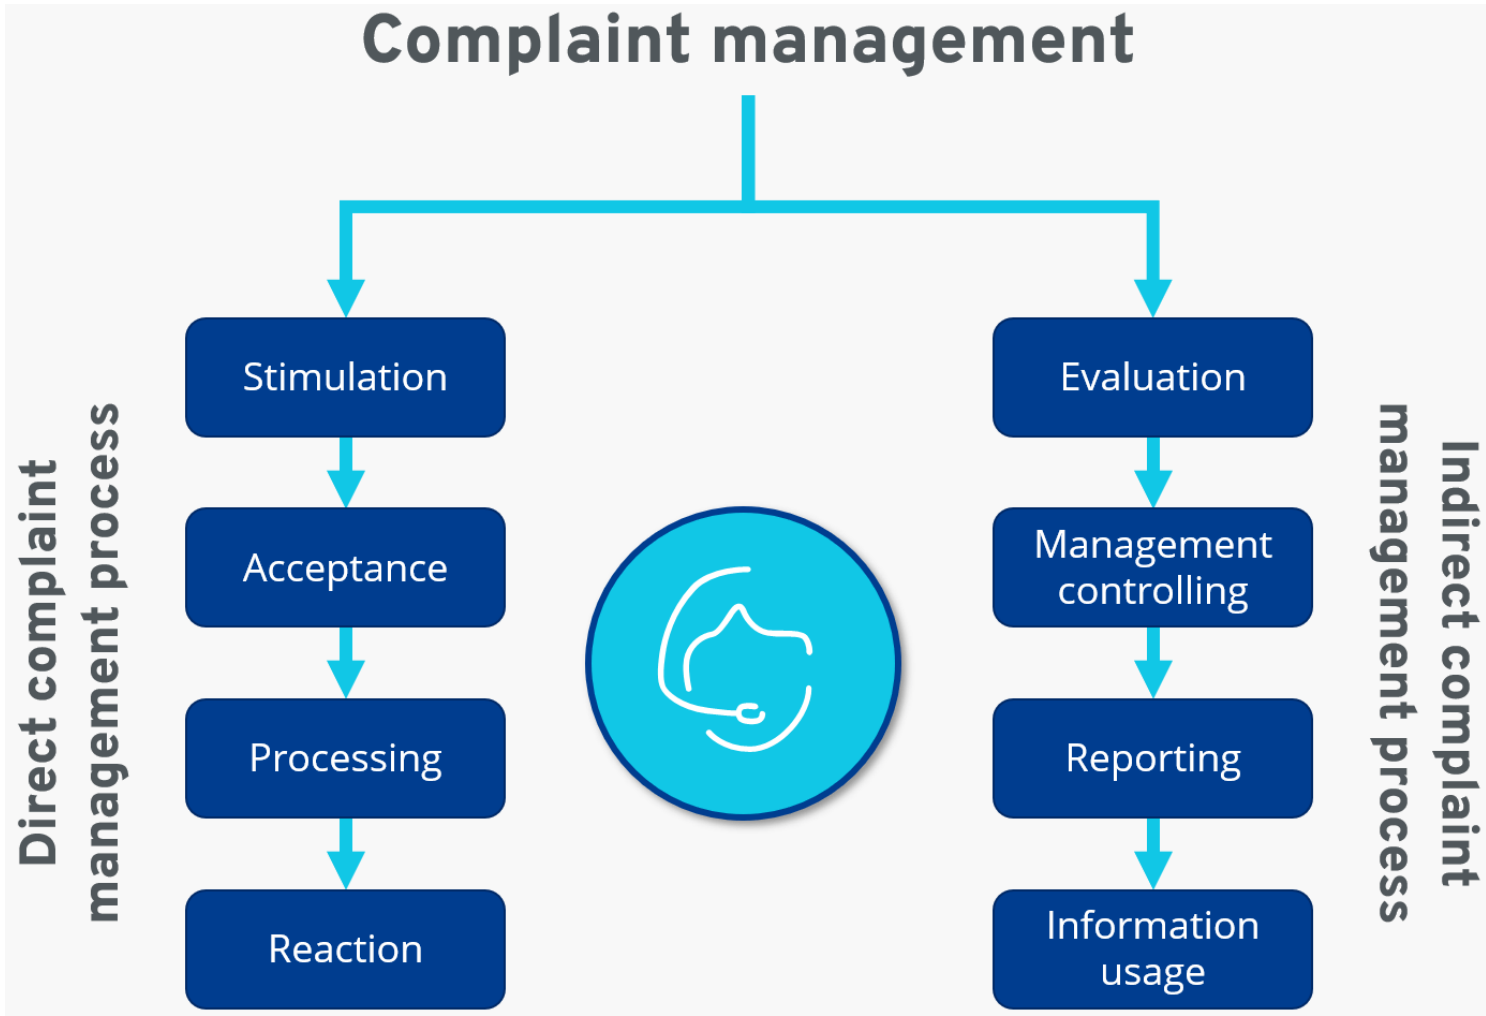 Complaint management
Direct complaint
management process
Stimulation
Acceptance
Processing
Reaction
Evaluation
Management
controlling
Reporting
Information
usage
Indirect complaint
management process